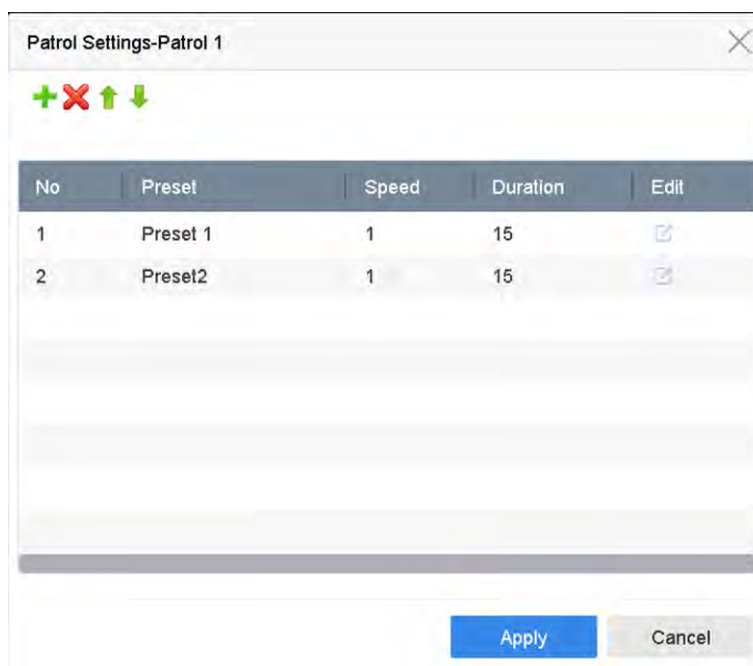 Patrol Settings-Patrol 1
No Preset Speed Duration Edit
1 Preset 1 1 15
2 Preset2 1 15
Apply Cancel